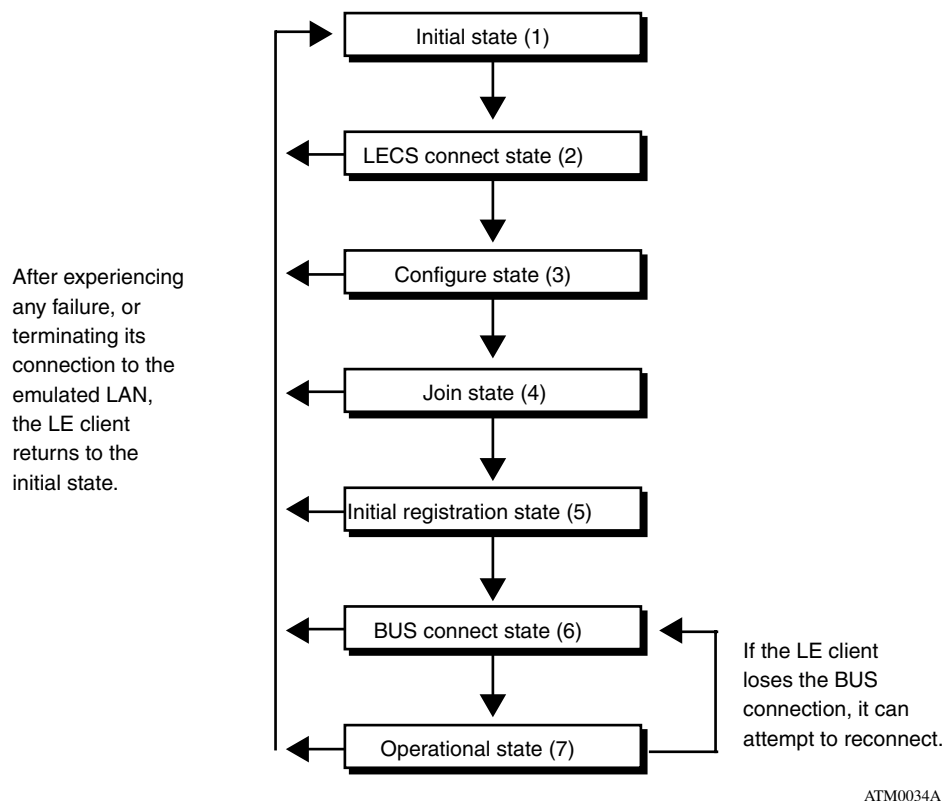 Initial state (1)
LECS connect state (2)
Configure state (3)
Join state (4)
Initial registration state (5)
BUS connect state (6)
Operational state (7)
After experiencing
any failure, or
terminating its
connection to the
emulated LAN,
the LE client
returns to the
initial state.
If the LE client
loses the BUS
connection, it can
attempt to reconnect.
ATM0034A